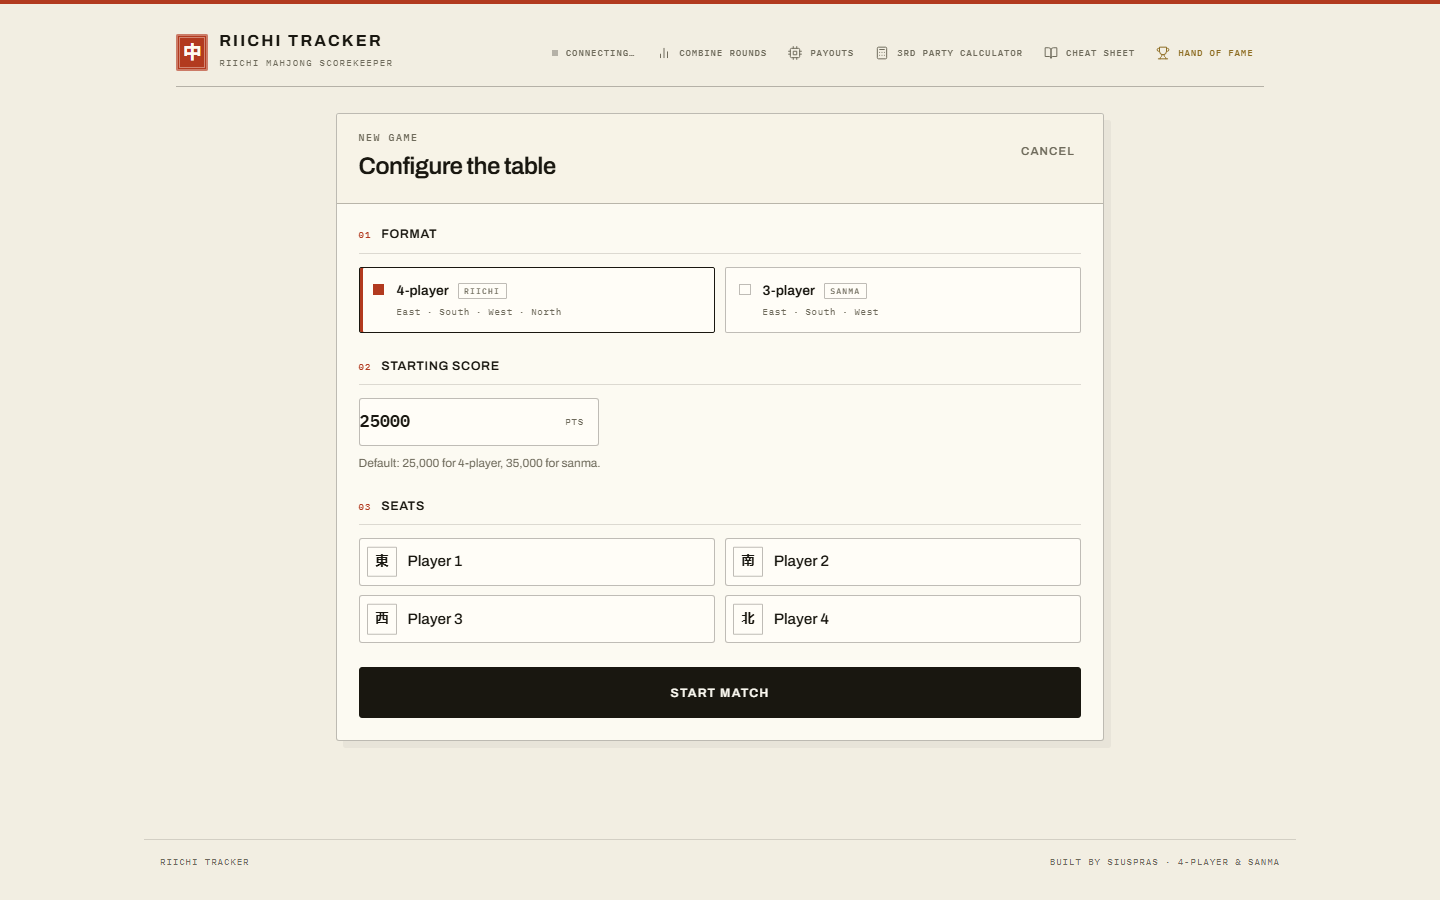 中
RIICHI TRACKER
RIICHI MAHJONG SCOREKEEPER
CONNECTING…
COMBINE ROUNDS
PAYOUTS
3RD PARTY CALCULATOR
CHEAT SHEET
HAND OF FAME
NEW GAME
Configure the table
CANCEL
01 FORMAT
4-player RIICHI
East · South · West · North
3-player SANMA
East · South · West
02 STARTING SCORE
25000 PTS
Default: 25,000 for 4-player, 35,000 for sanma.
03 SEATS
東 Player 1
南 Player 2
西 Player 3
北 Player 4
START MATCH
RIICHI TRACKER
BUILT BY SIUSPRAS · 4-PLAYER & SANMA